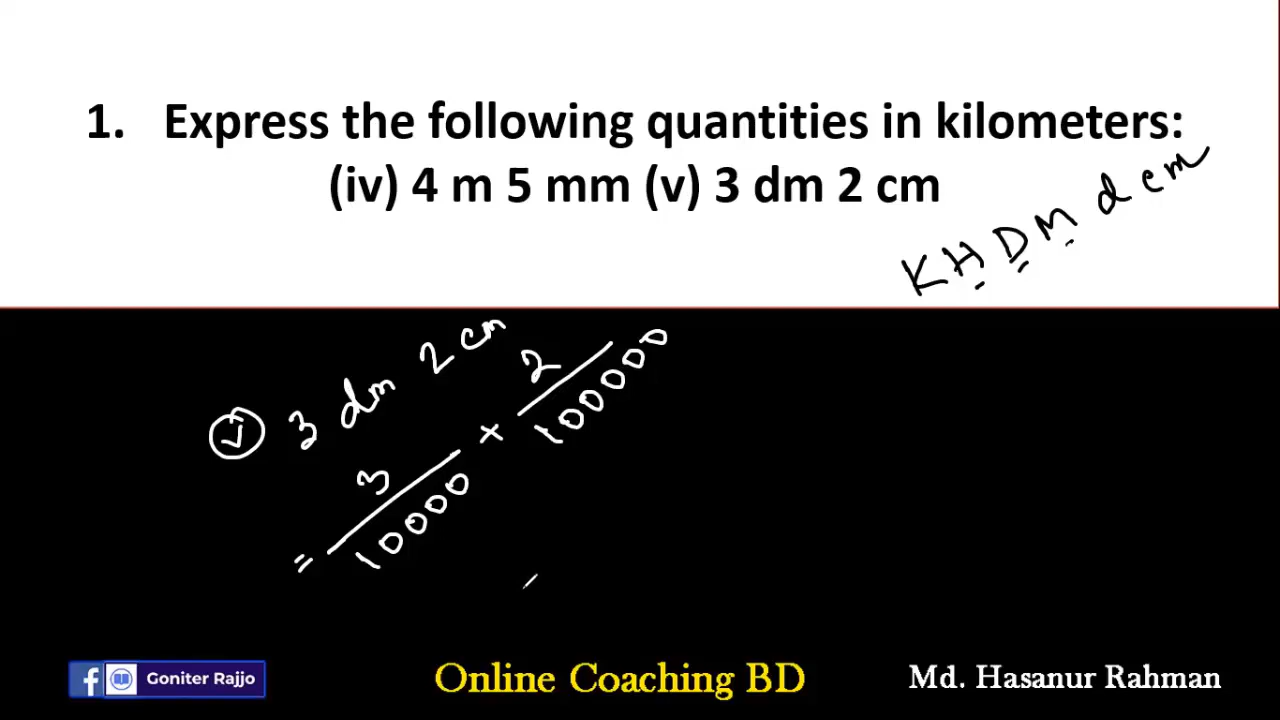 1. Express the following quantities in kilometers:
(iv) 4 m 5 mm (v) 3 dm 2 cm
K H D M d c m
(v) 3 dm 2 cm
= 3/10000 + 2/100000
Goniter Rajjo
Online Coaching BD
Md. Hasanur Rahman